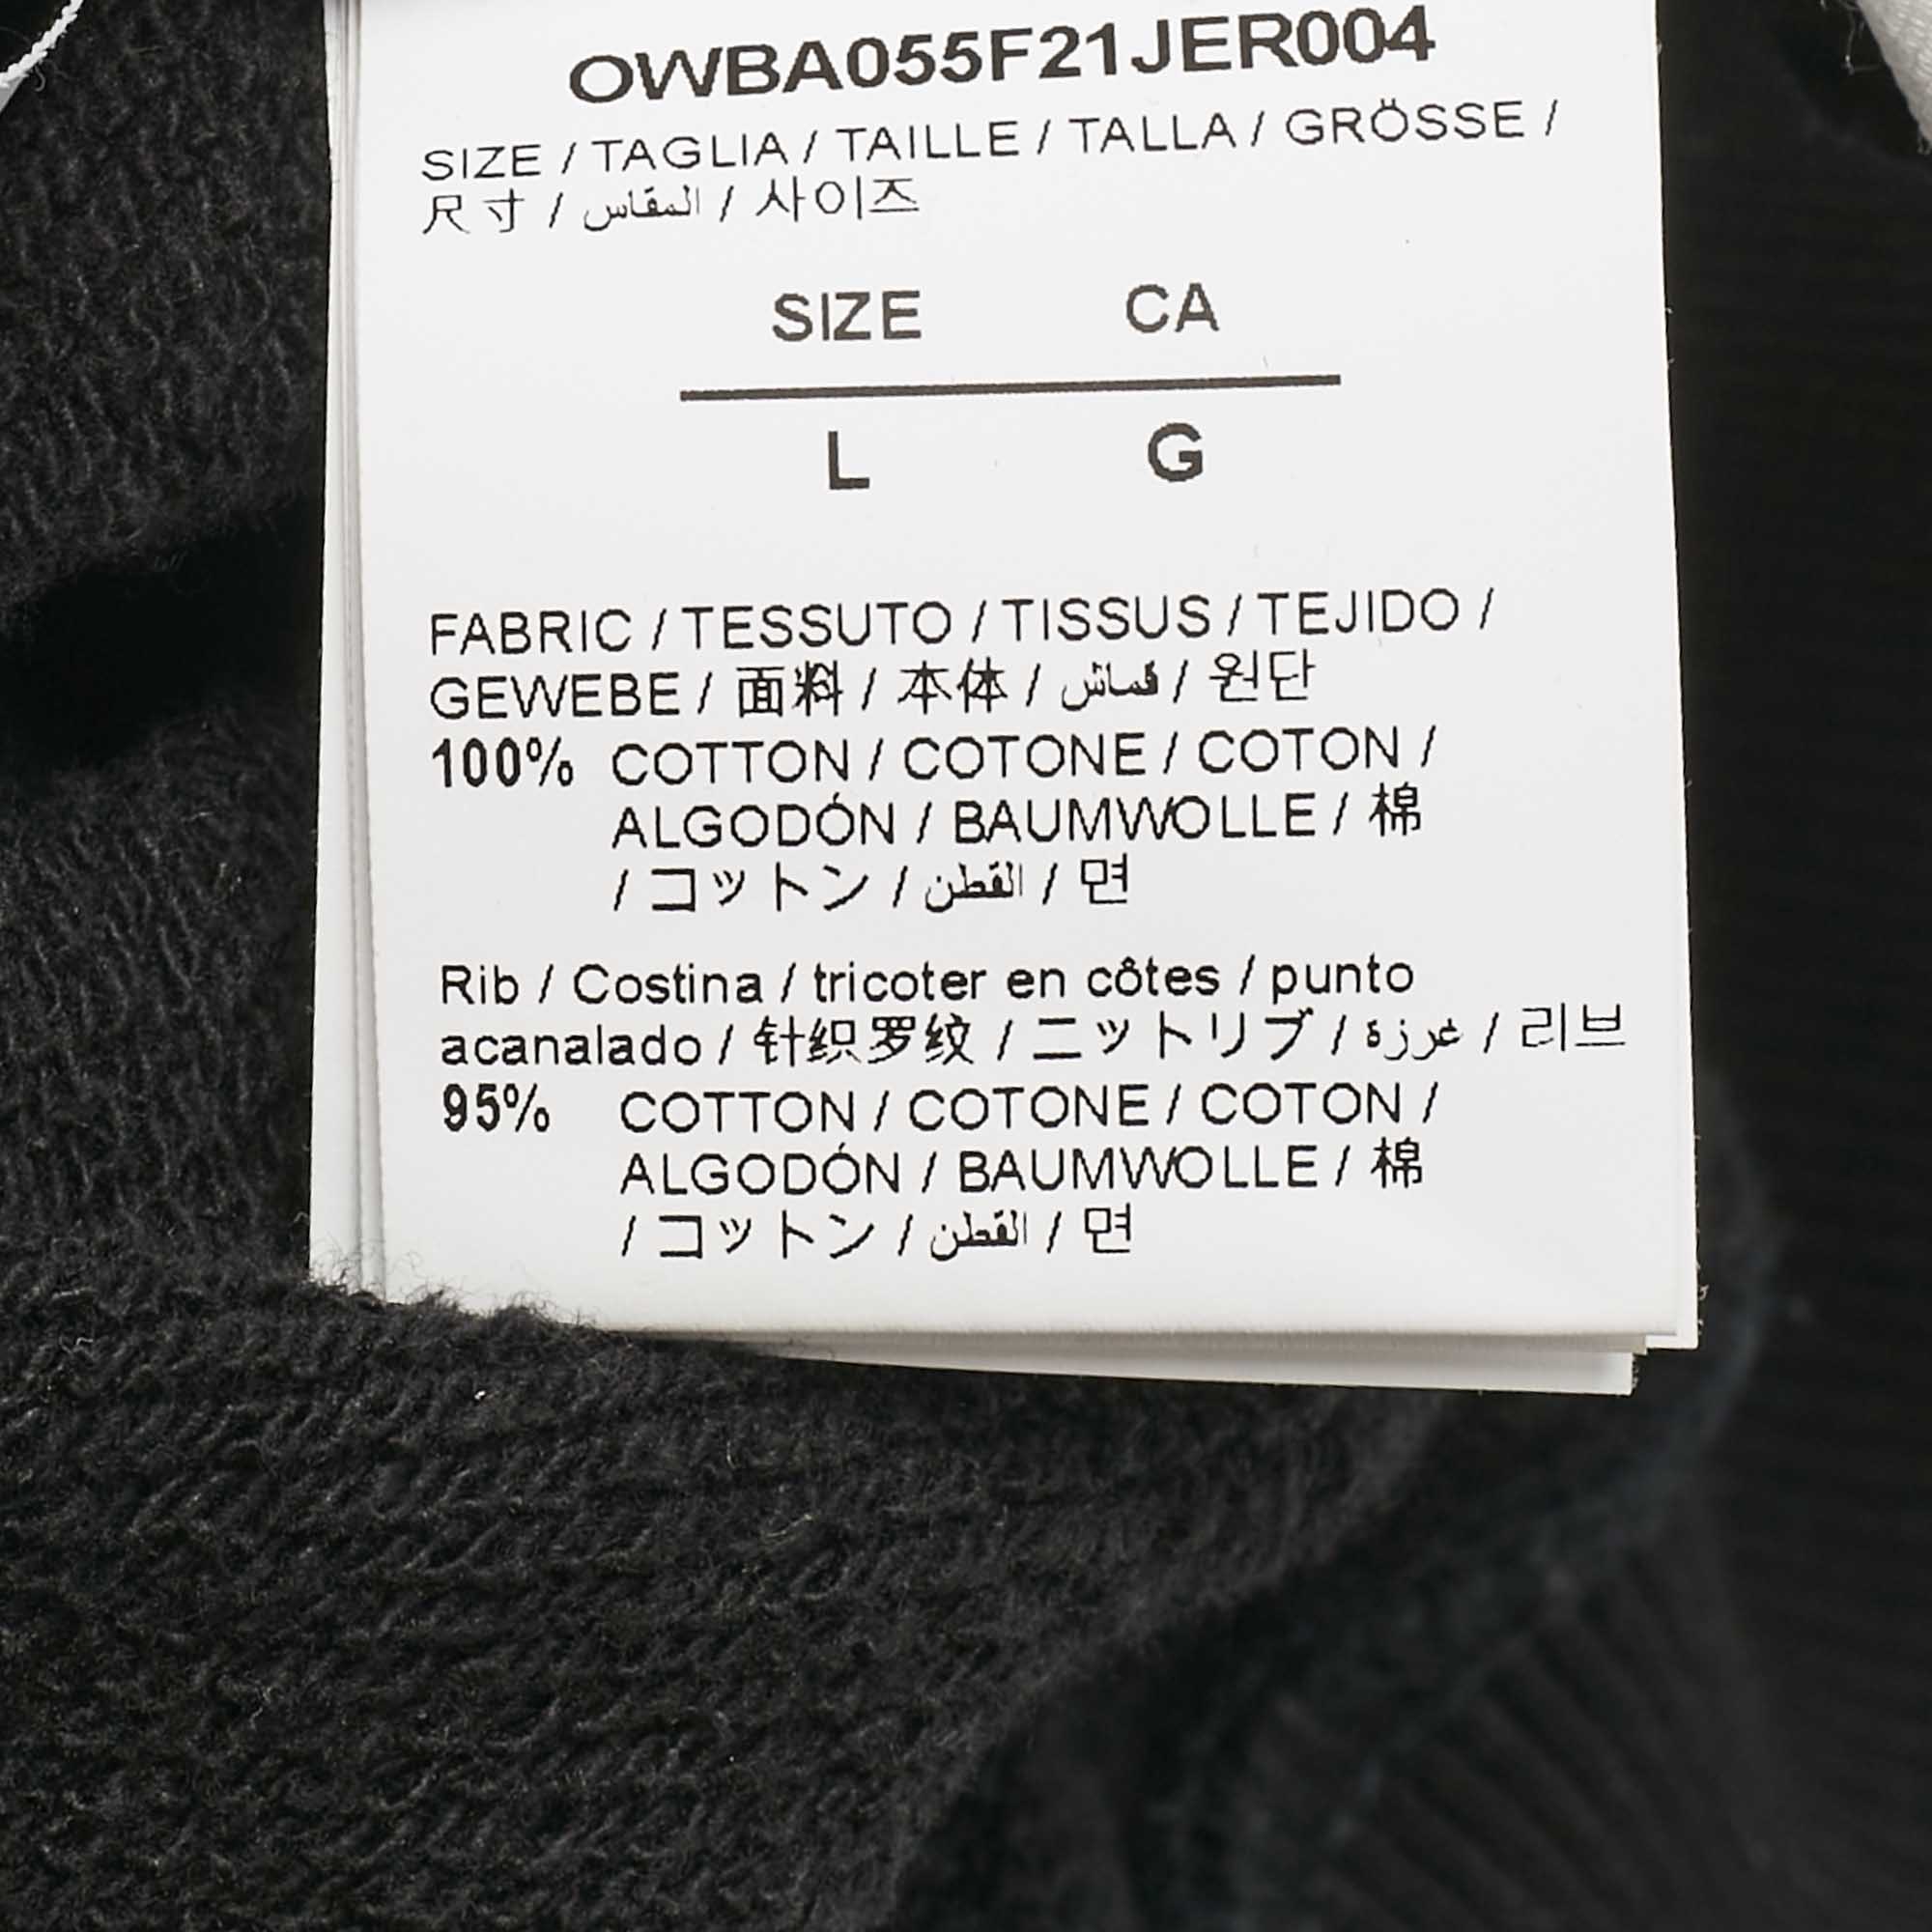 OWBA055F21JER004
SIZE / TAGLIA / TAILLE / TALLA / GRÖSSE /
尺寸 / المقاس / 사이즈
SIZE CA
L G
FABRIC / TESSUTO / TISSUS / TEJIDO /
GEWEBE / 面料 / 本体 / قماش / 원단
100% COTTON / COTONE / COTON /
ALGODÓN / BAUMWOLLE / 棉
/ コットン / القطن / 면
Rib / Costina / tricoter en côtes / punto
acanalado / 针织罗纹 / ニットリブ / غرزة / 리브
95% COTTON / COTONE / COTON /
ALGODÓN / BAUMWOLLE / 棉
/ コットン / القطن / 면